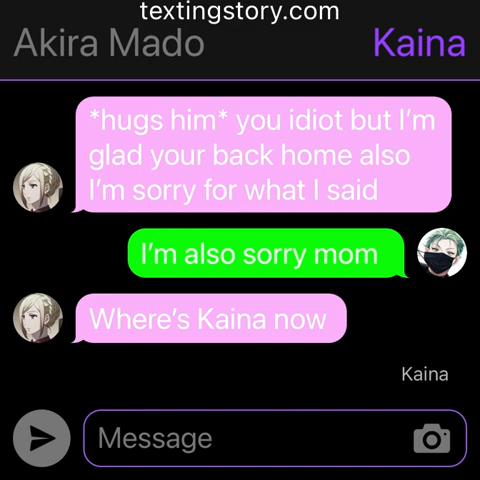 textingstory.com
Akira Mado
Kaina
*hugs him* you idiot but I’m
glad your back home also
I’m sorry for what I said
I’m also sorry mom
Where’s Kaina now
Kaina
Message